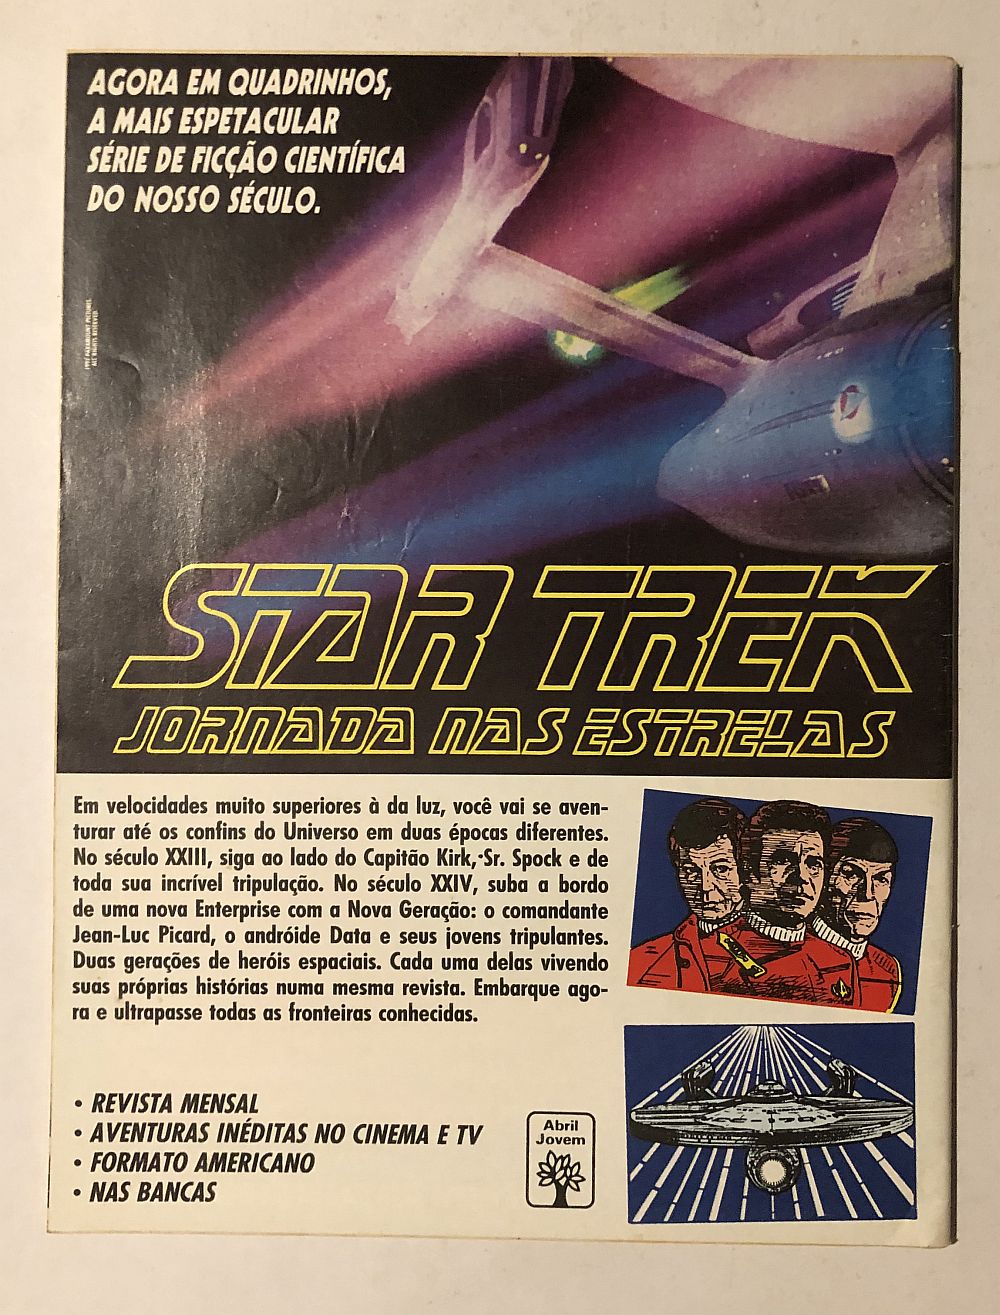 AGORA EM QUADRINHOS,
A MAIS ESPETACULAR
SÉRIE DE FICÇÃO CIENTÍFICA
DO NOSSO SÉCULO.
PARAMOUNT PICTURES.
ALL RIGHTS RESERVED
STAR TREK
JORNADA NAS ESTRELAS
Em velocidades muito superiores à da luz, você vai se aven-
turar até os confins do Universo em duas épocas diferentes.
No século XXIII, siga ao lado do Capitão Kirk, Sr. Spock e de
toda sua incrível tripulação. No século XXIV, suba a bordo
de uma nova Enterprise com a Nova Geração: o comandante
Jean-Luc Picard, o andróide Data e seus jovens tripulantes.
Duas gerações de heróis espaciais. Cada uma delas vivendo
suas próprias histórias numa mesma revista. Embarque ago-
ra e ultrapasse todas as fronteiras conhecidas.
• REVISTA MENSAL
• AVENTURAS INÉDITAS NO CINEMA E TV
• FORMATO AMERICANO
• NAS BANCAS
Abril
Jovem